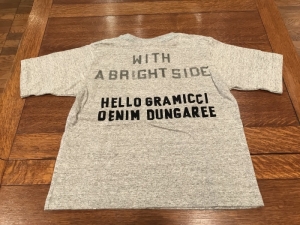 WITH
A BRIGHT SIDE
HELLO GRAMICCI
DENIM DUNGAREE